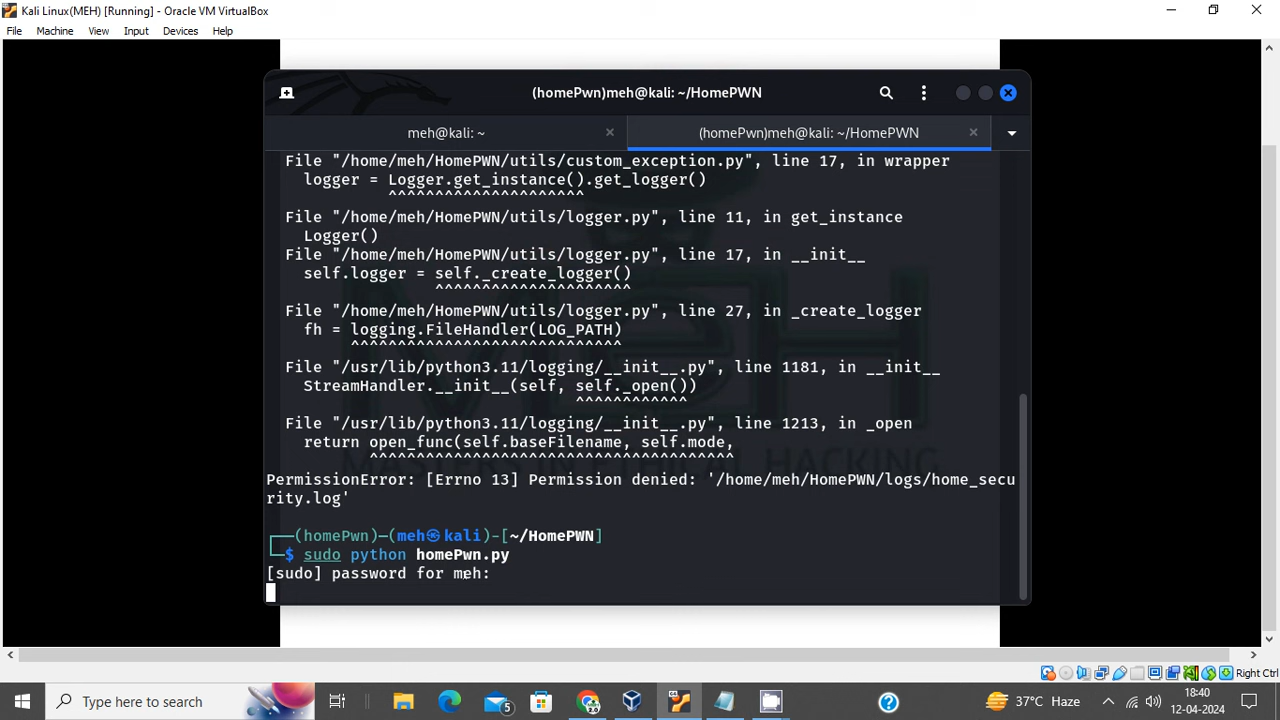 Kali Linux(MEH) [Running] - Oracle VM VirtualBox
File Machine View Input Devices Help
(homePwn)meh@kali: ~/HomePWN
meh@kali: ~
(homePwn)meh@kali: ~/HomePWN
File "/home/meh/HomePWN/utils/custom_exception.py", line 17, in wrapper
logger = Logger.get_instance().get_logger()
^^^^^^^^^^^^^^^^^^^^^
File "/home/meh/HomePWN/utils/logger.py", line 11, in get_instance
Logger()
File "/home/meh/HomePWN/utils/logger.py", line 17, in __init__
self.logger = self._create_logger()
^^^^^^^^^^^^^^^^^^^^^
File "/home/meh/HomePWN/utils/logger.py", line 27, in _create_logger
fh = logging.FileHandler(LOG_PATH)
^^^^^^^^^^^^^^^^^^^^^^^^^^^^^
File "/usr/lib/python3.11/logging/__init__.py", line 1181, in __init__
StreamHandler.__init__(self, self._open())
^^^^^^^^^^^^
File "/usr/lib/python3.11/logging/__init__.py", line 1213, in _open
return open_func(self.baseFilename, self.mode,
^^^^^^^^^^^^^^^^^^^^^^^^^^^^^^^^^^^^^^^
PermissionError: [Errno 13] Permission denied: '/home/meh/HomePWN/logs/home_secu
rity.log'
┌──(homePwn)─(meh㉿kali)-[~/HomePWN]
└─$ sudo python homePwn.py
[sudo] password for meh:
MASTERS IN ETHICAL HACKING
Right Ctrl
Type here to search
5
37°C Haze
18:40
12-04-2024
1